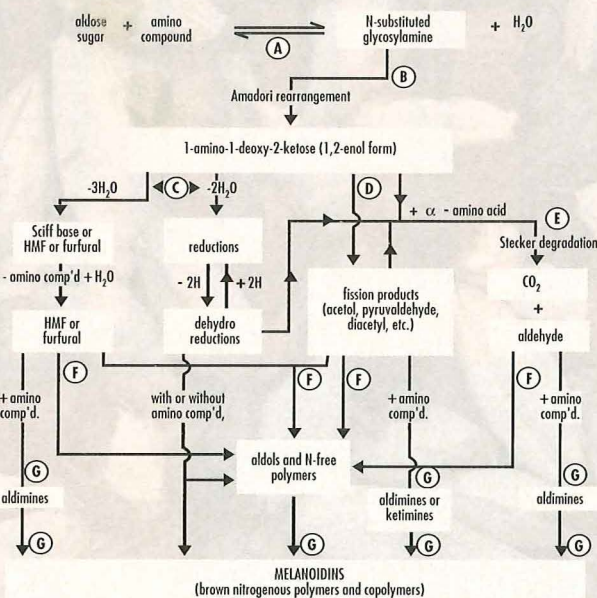 aldose + amino N-substituted + H₂O
sugar compound glycosylamine
A
B
Amadori rearrangement
1-amino-1-deoxy-2-ketose (1,2-enol form)
-3H₂O C -2H₂O D
+ α - amino acid E
Stecker degradation
Sciff base or
HMF or furfural
reductions
- amino comp'd + H₂O
- 2H + 2H
fission products
(acetol, pyruvaldehyde,
diacetyl, etc.)
CO₂
+
aldehyde
HMF or
furfural
dehydro
reductions
F F F F
+ amino
comp'd.
with or without
amino comp'd,
+ amino
comp'd.
+ amino
comp'd.
aldols and N-free
polymers
G G G
aldimines
aldimines or
ketimines
aldimines
G G G G
MELANOIDINS
(brown nitrogenous polymers and copolymers)